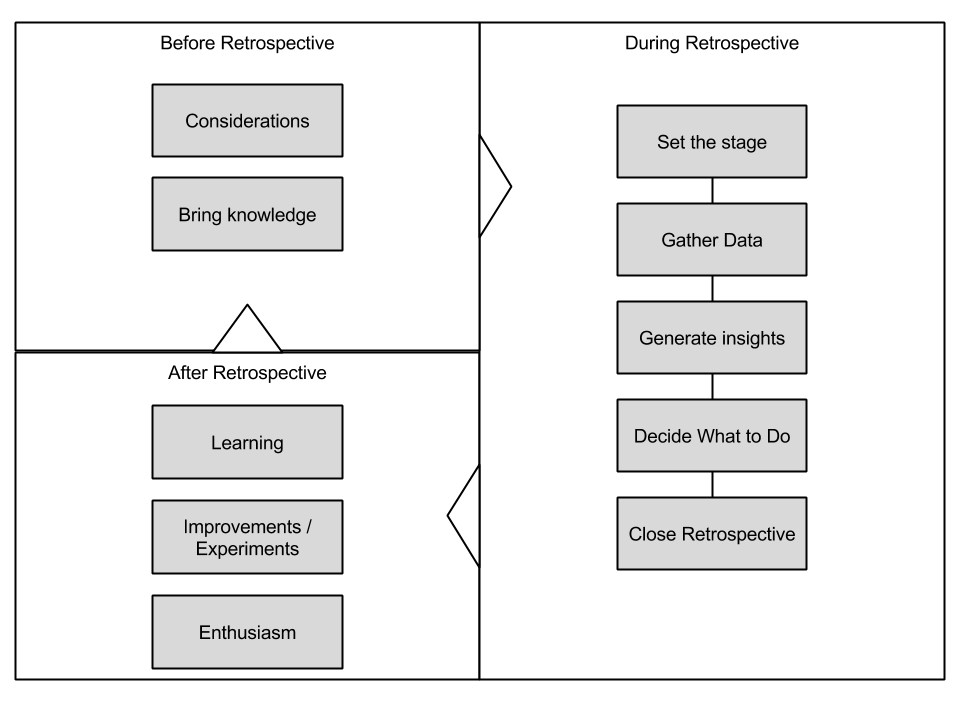 Before Retrospective
Considerations
Bring knowledge
During Retrospective
Set the stage
Gather Data
Generate insights
Decide What to Do
Close Retrospective
After Retrospective
Learning
Improvements /
Experiments
Enthusiasm